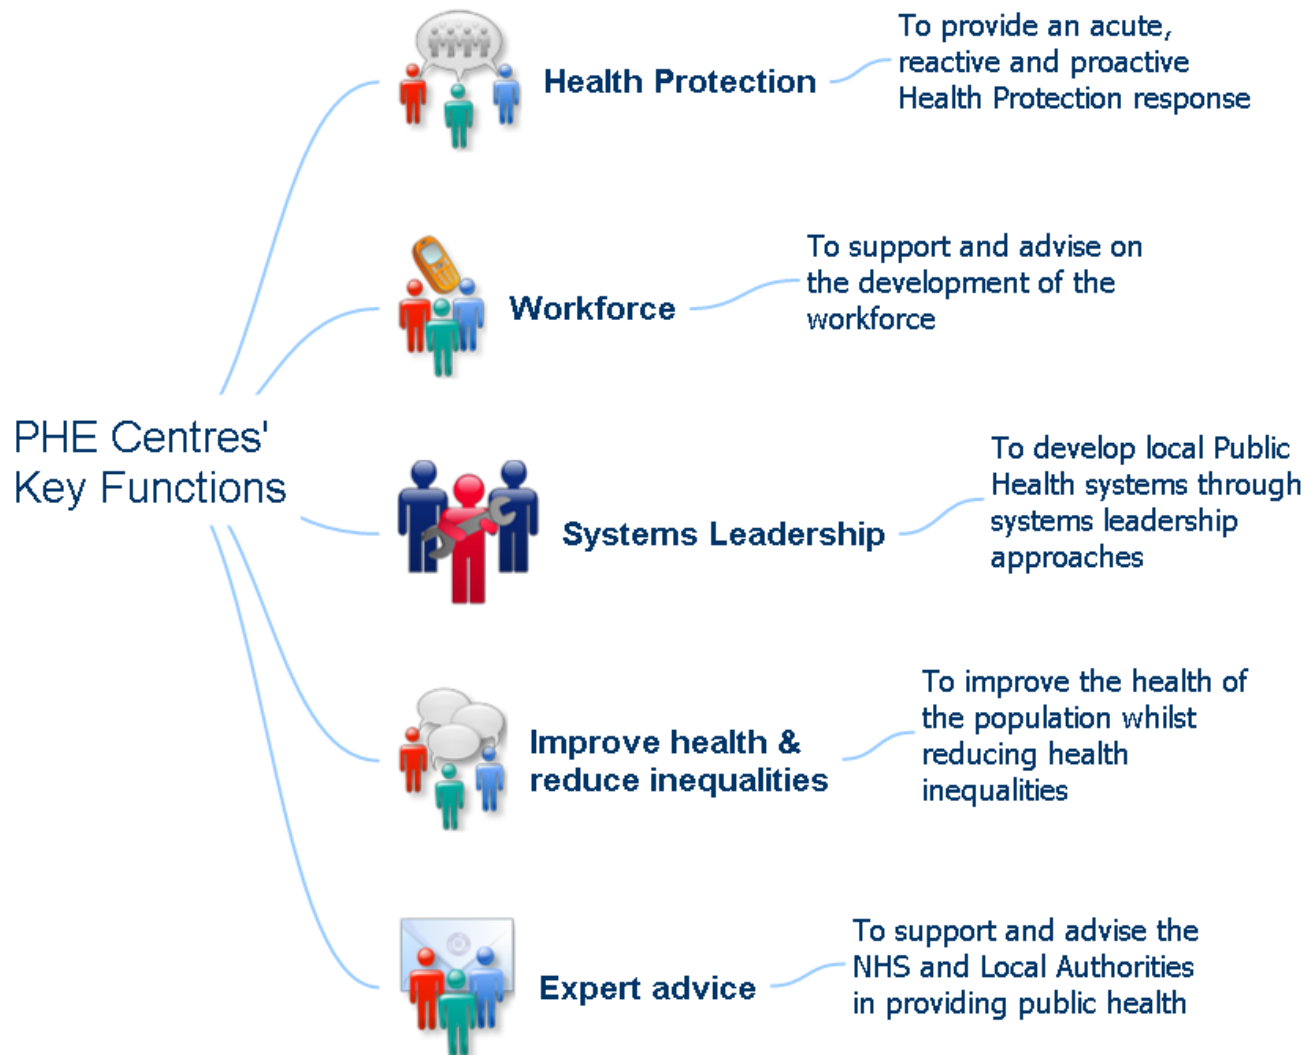 PHE Centres'
Key Functions
Health Protection
To provide an acute,
reactive and proactive
Health Protection response
Workforce
To support and advise on
the development of the
workforce
Systems Leadership
To develop local Public
Health systems through
systems leadership
approaches
Improve health &
reduce inequalities
To improve the health of
the population whilst
reducing health
inequalities
Expert advice
To support and advise the
NHS and Local Authorities
in providing public health